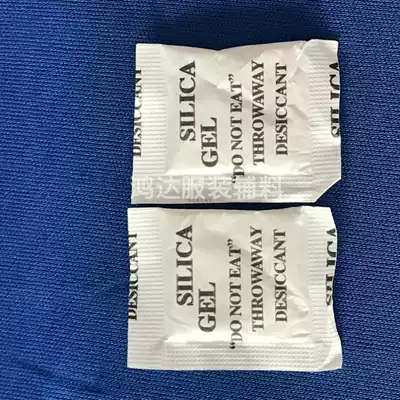 DESICCANT
SILICA
GEL
"DO NOT EAT"
THROWAWAY
DESICCANT
SILICA
鸿达服装辅料
DESICCANT
SILICA
GEL
"DO NOT EAT"
THROWAWAY
DESICCANT
SILICA